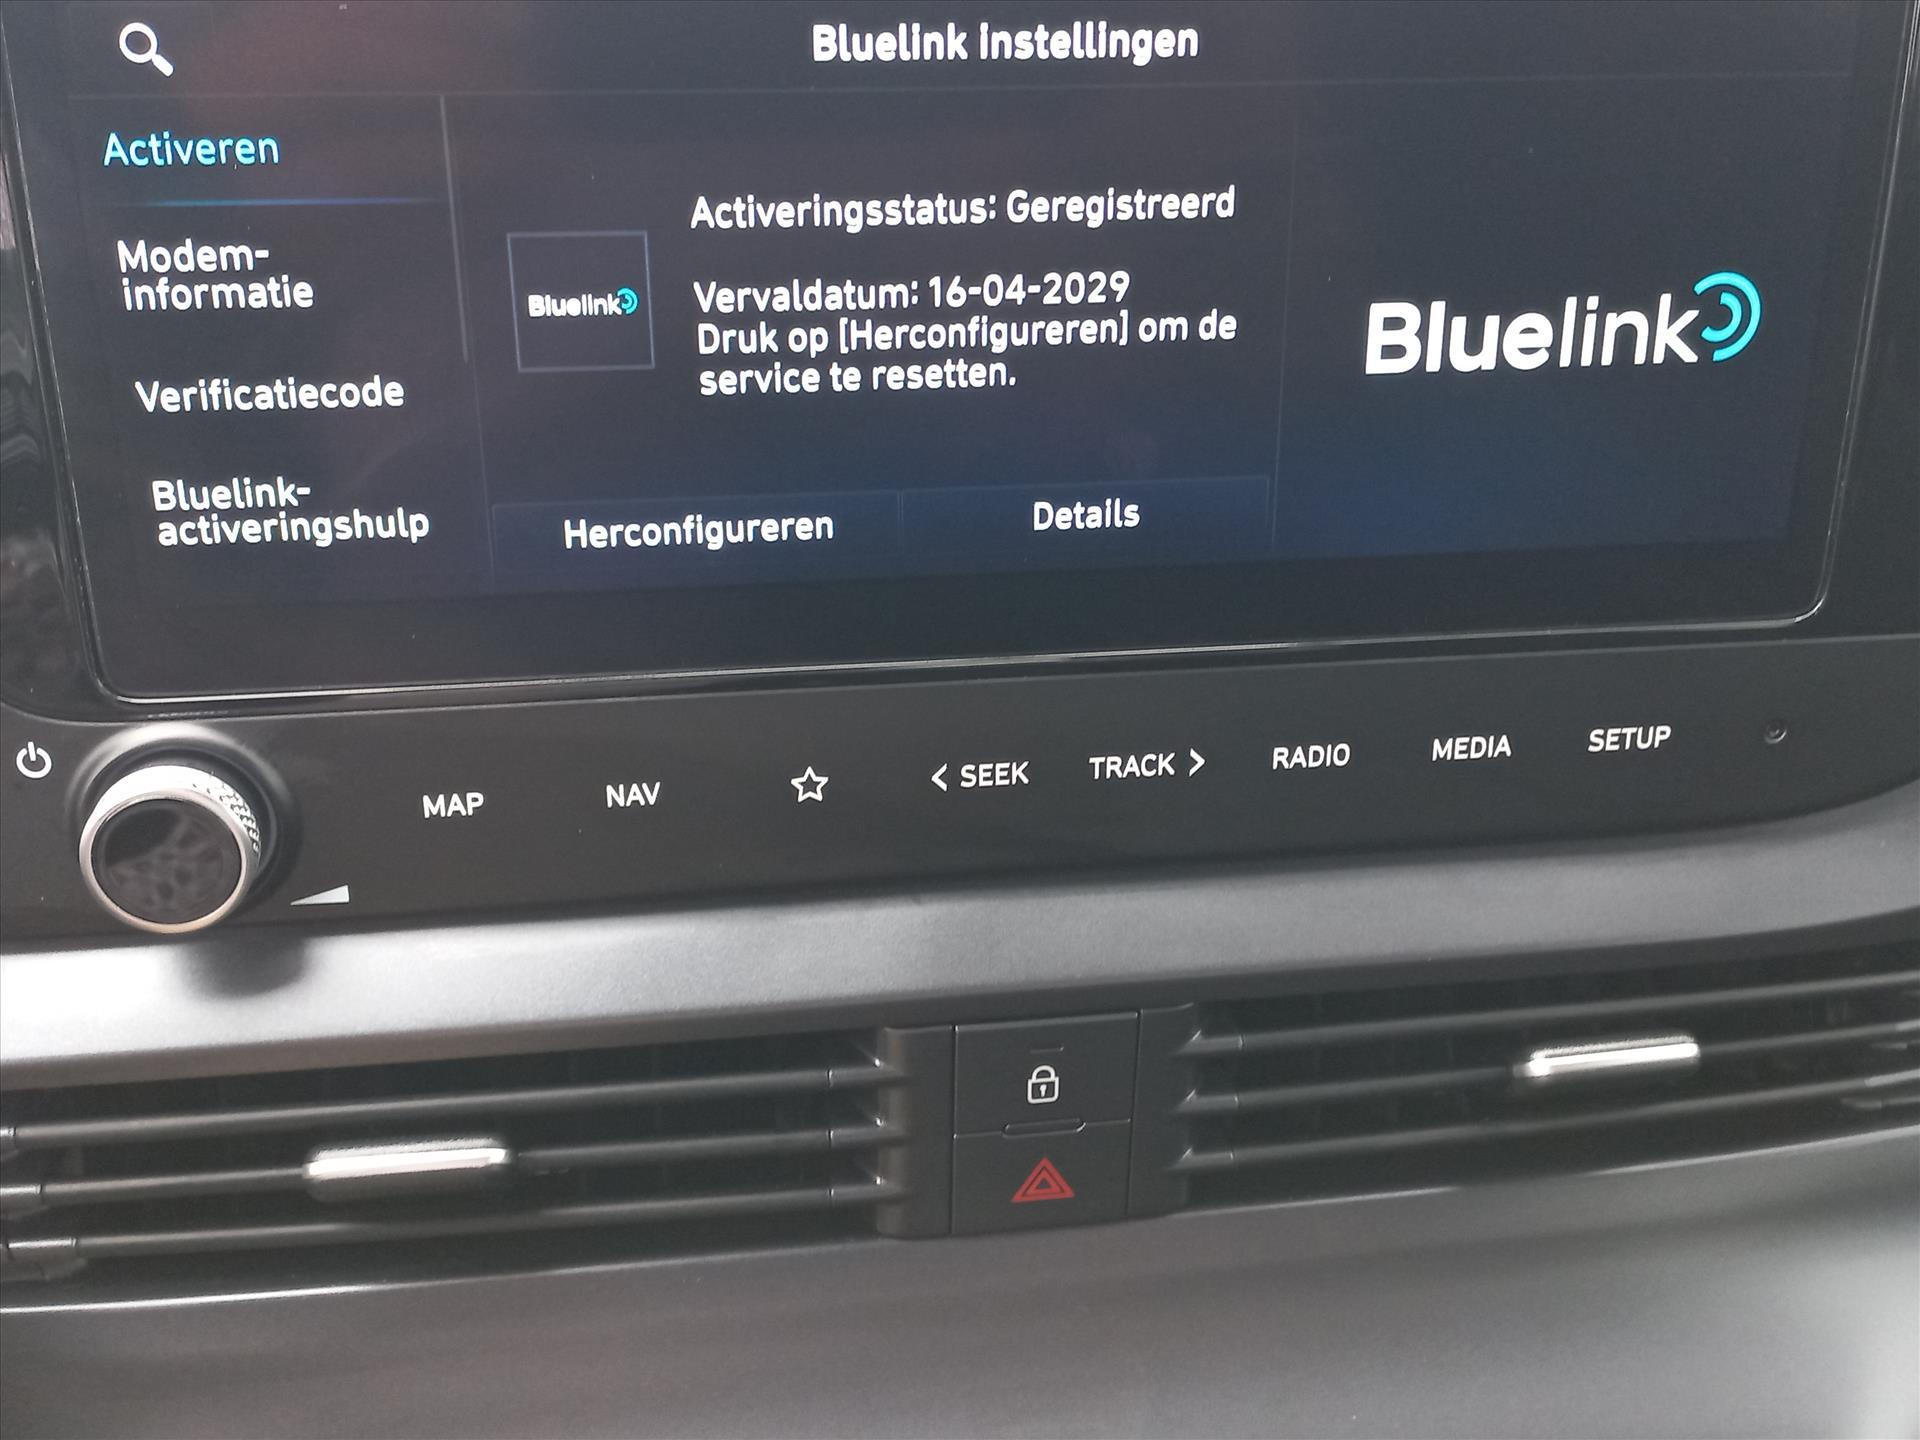 Bluelink instellingen
Activeren
Modem-
informatie
Verificatiecode
Bluelink-
activeringshulp
Bluelink
Activeringsstatus: Geregistreerd
Vervaldatum: 16-04-2029
Druk op [Herconfigureren] om de
service te resetten.
Herconfigureren
Details
Bluelink
MAP
NAV
< SEEK
TRACK >
RADIO
MEDIA
SETUP